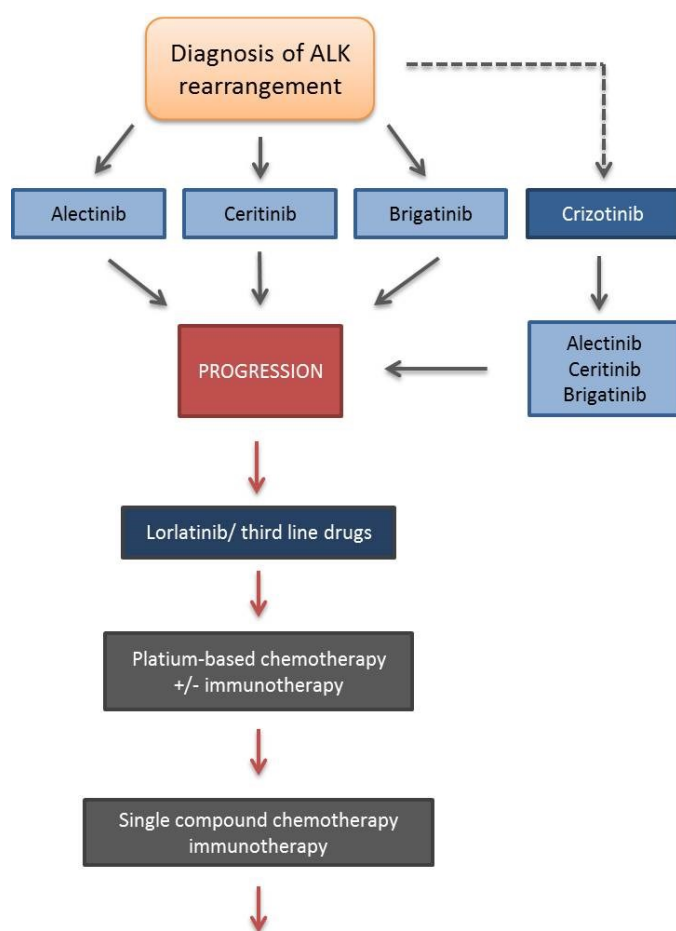 Diagnosis of ALK
rearrangement
Alectinib
Ceritinib
Brigatinib
Crizotinib
PROGRESSION
Alectinib
Ceritinib
Brigatinib
Lorlatinib/ third line drugs
Platium-based chemotherapy
+/- immunotherapy
Single compound chemotherapy
immunotherapy